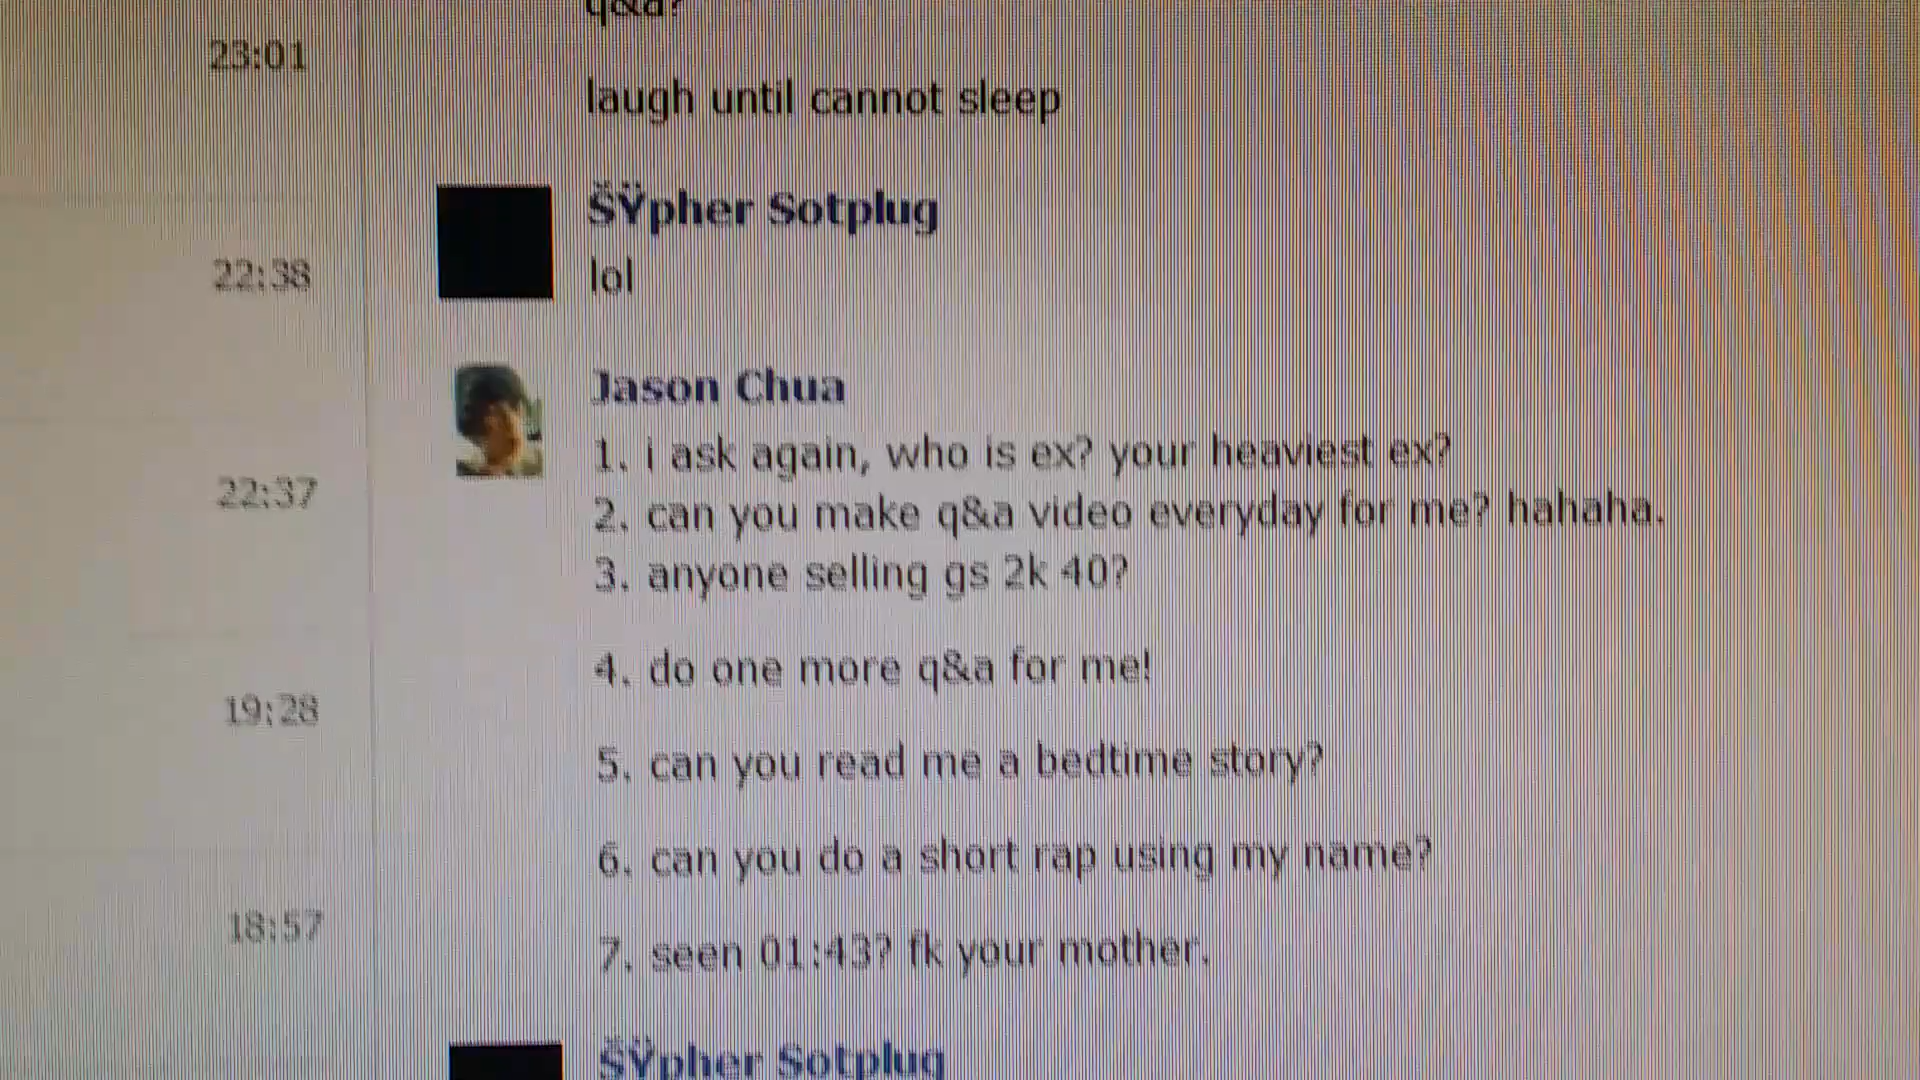 q&a?
23:01
laugh until cannot sleep
ŠŸpher Sotplug
22:38
lol
Jason Chua
1. i ask again, who is ex? your heaviest ex?
22:37
2. can you make q&a video everyday for me? hahaha.
3. anyone selling gs 2k 40?
4. do one more q&a for me!
19:28
5. can you read me a bedtime story?
6. can you do a short rap using my name?
18:57
7. seen 01:43? fk your mother.
ŠŸpher Sotplug